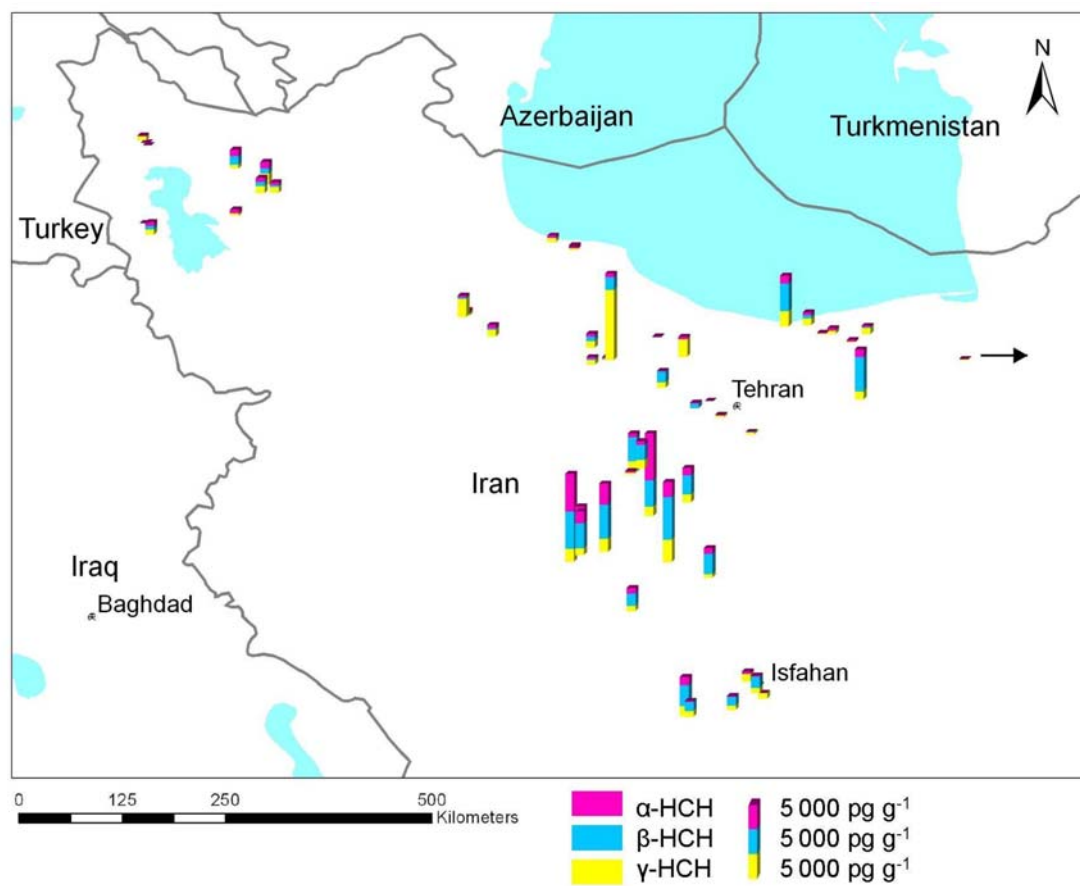 N
Azerbaijan
Turkmenistan
Turkey
Tehran
Iran
Iraq
Baghdad
Isfahan
0 125 250 500
Kilometers
α-HCH 5 000 pg g⁻¹
β-HCH 5 000 pg g⁻¹
γ-HCH 5 000 pg g⁻¹